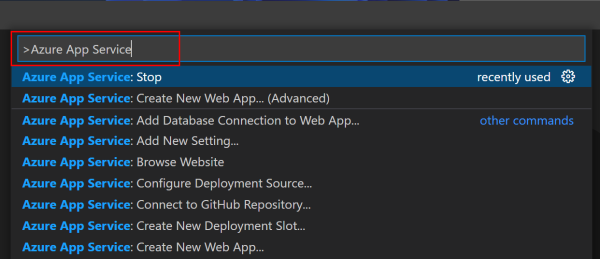 >Azure App Service
Azure App Service: Stop recently used
Azure App Service: Create New Web App... (Advanced)
Azure App Service: Add Database Connection to Web App... other commands
Azure App Service: Add New Setting...
Azure App Service: Browse Website
Azure App Service: Configure Deployment Source...
Azure App Service: Connect to GitHub Repository...
Azure App Service: Create New Deployment Slot...
Azure App Service: Create New Web App...